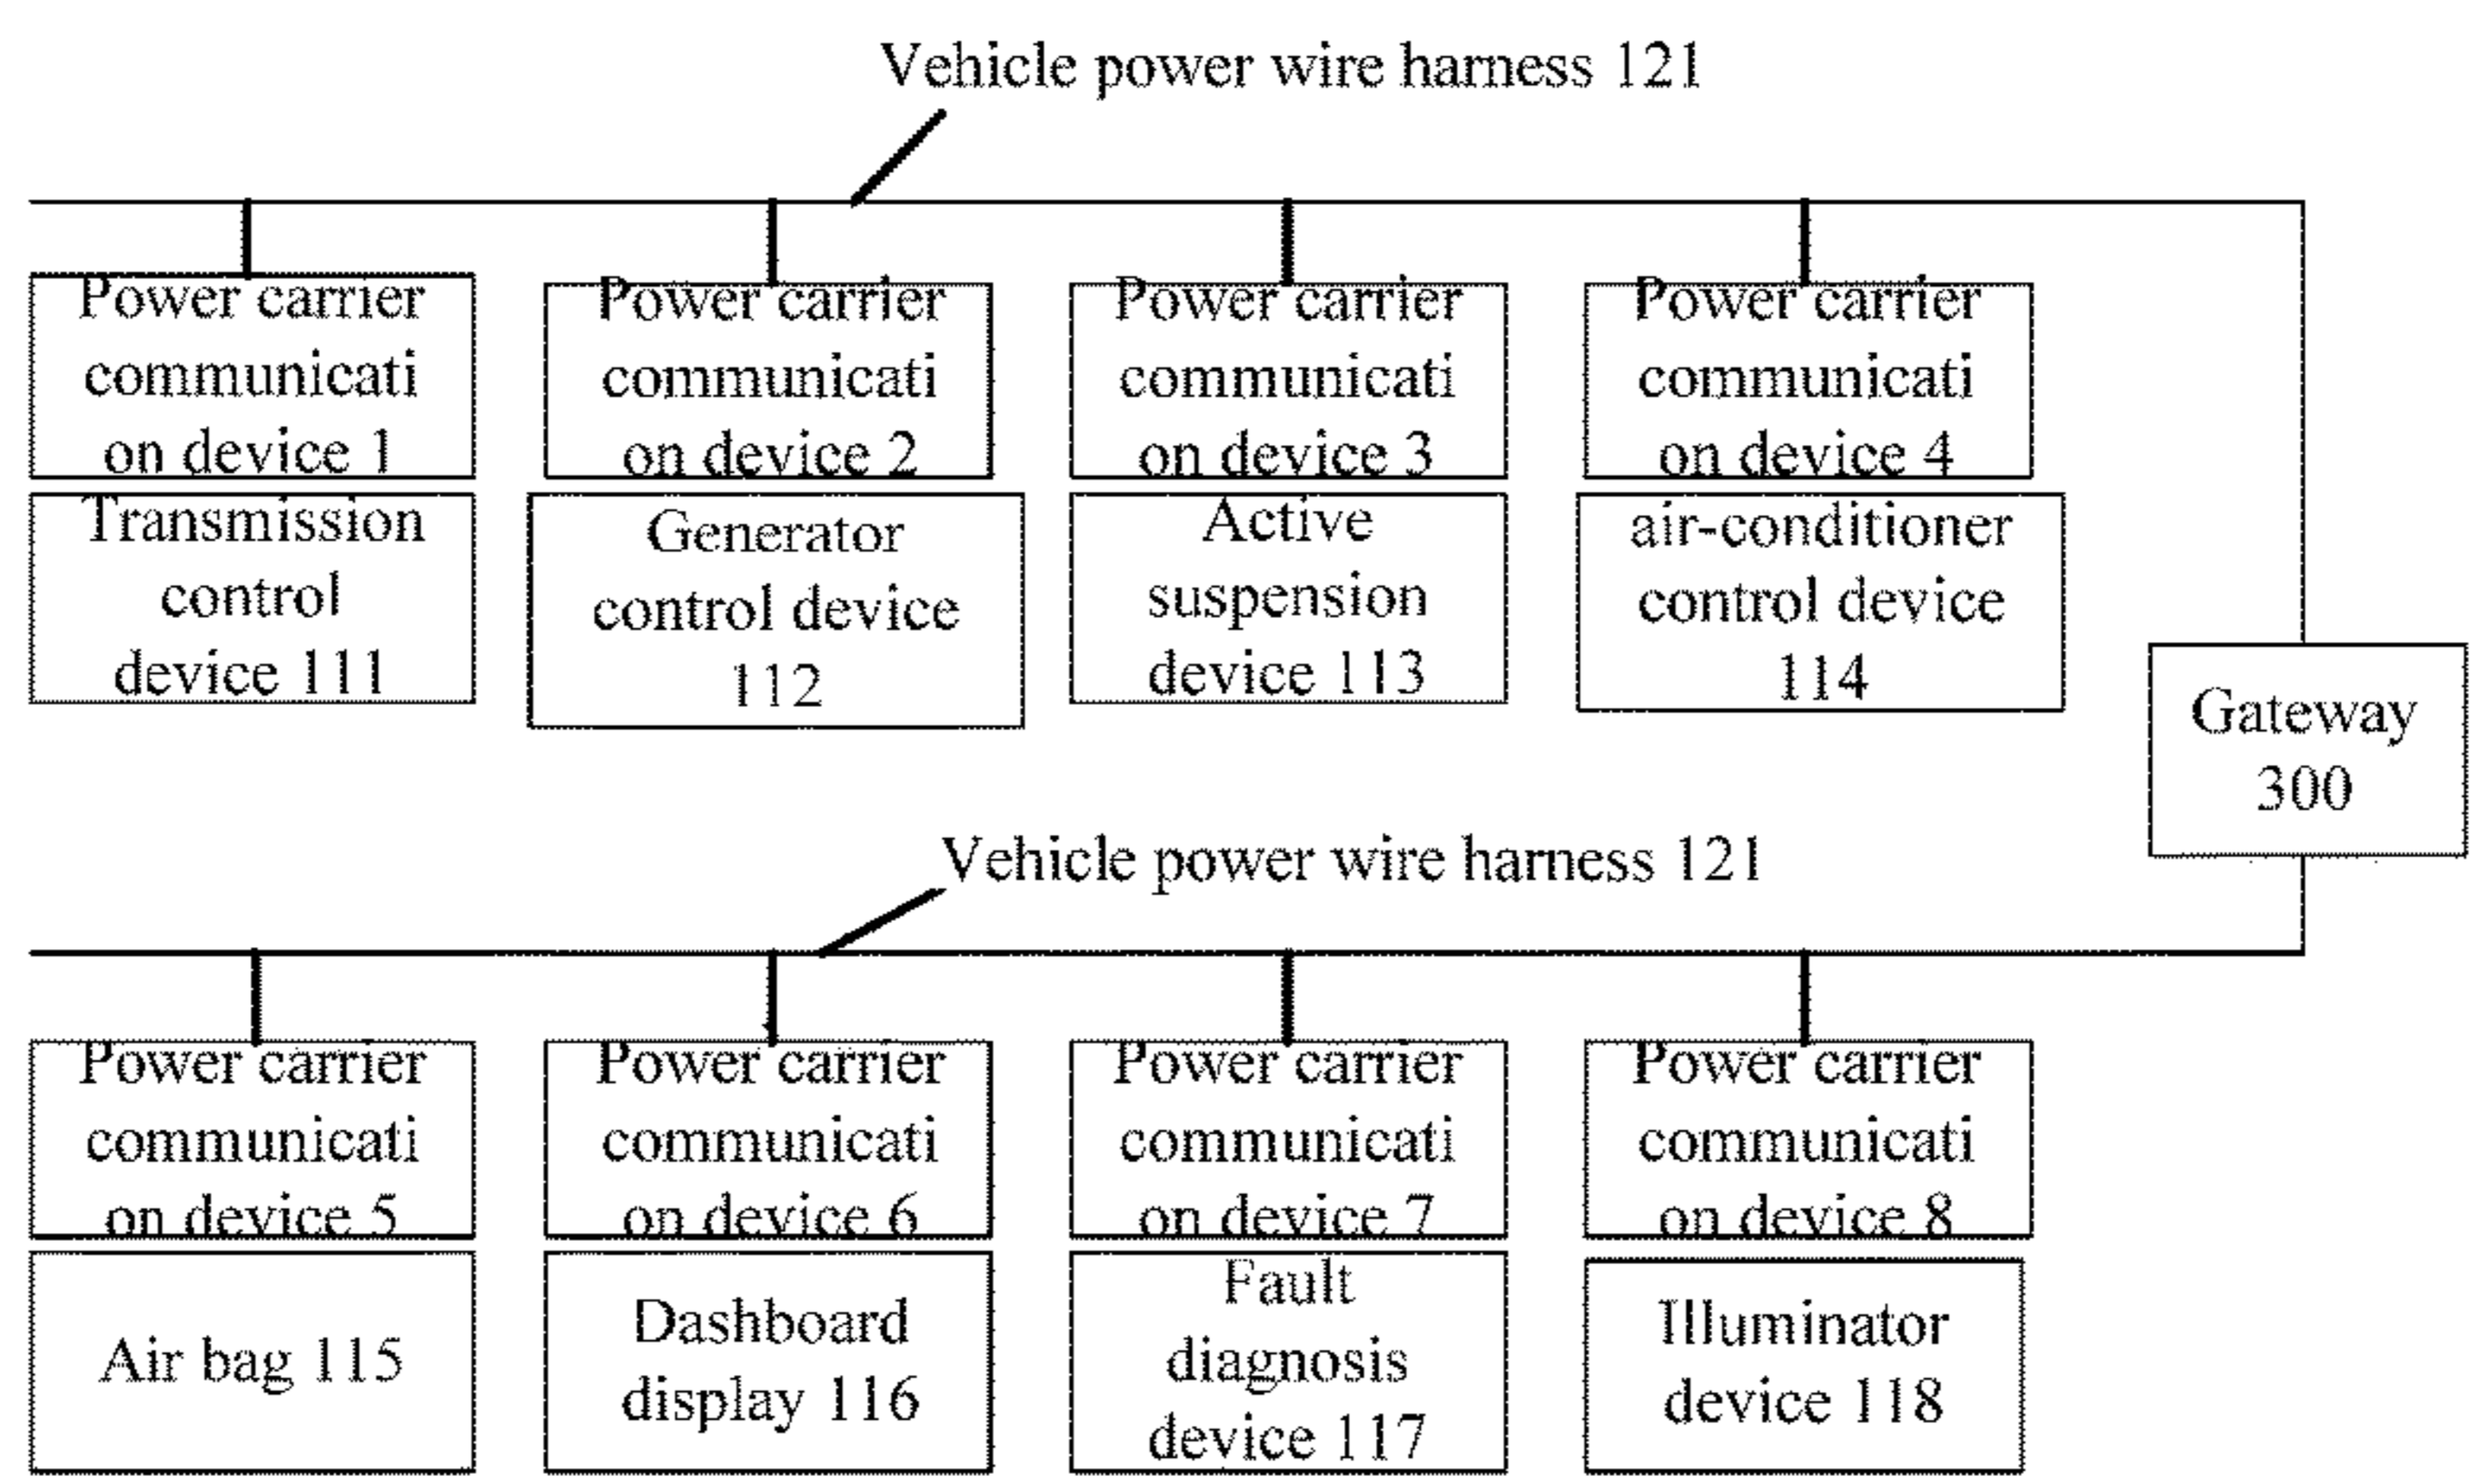 Vehicle power wire harness 121
Power carrier
communicati
on device 1
Power carrier
communicati
on device 2
Power carrier
communicati
on device 3
Power carrier
communicati
on device 4
Transmission
control
device 111
Generator
control device
112
Active
suspension
device 113
air-conditioner
control device
114
Gateway
300
Vehicle power wire harness 121
Power carrier
communicati
on device 5
Power carrier
communicati
on device 6
Power carrier
communicati
on device 7
Power carrier
communicati
on device 8
Air bag 115
Dashboard
display 116
Fault
diagnosis
device 117
Illuminator
device 118